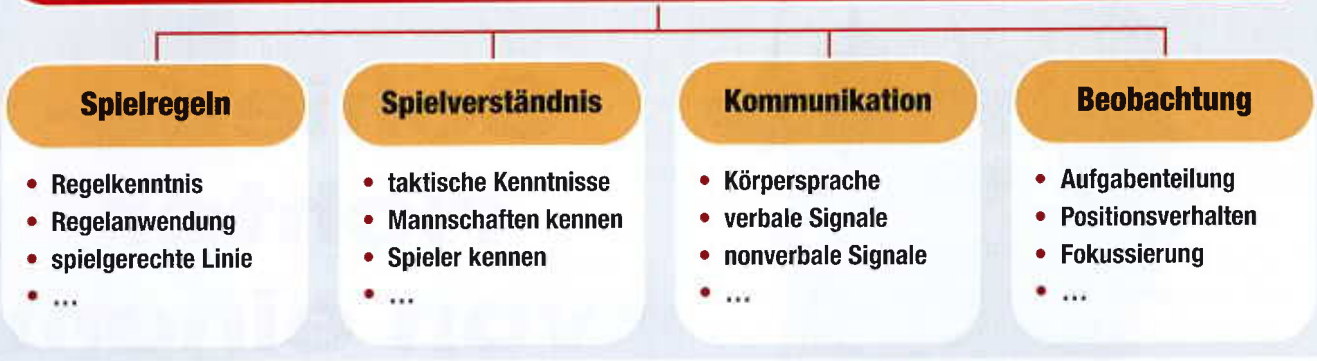 Spielregeln
• Regelkenntnis
• Regelanwendung
• spielgerechte Linie
• ...
Spielverständnis
• taktische Kenntnisse
• Mannschaften kennen
• Spieler kennen
• ...
Kommunikation
• Körpersprache
• verbale Signale
• nonverbale Signale
• ...
Beobachtung
• Aufgabenteilung
• Positionsverhalten
• Fokussierung
• ...